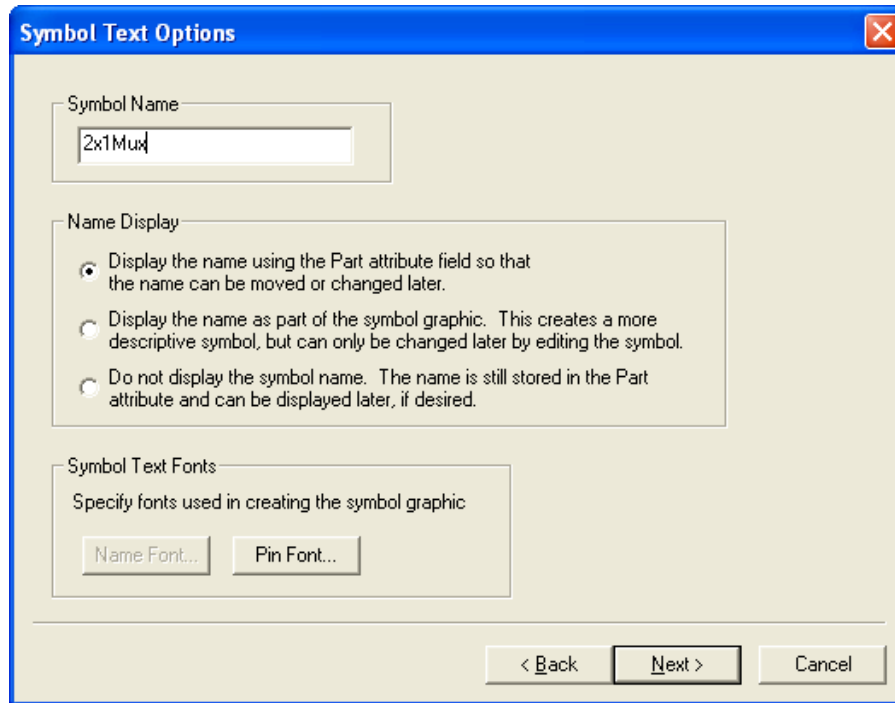 Symbol Text Options
Symbol Name
2x1Mux
Name Display
Display the name using the Part attribute field so that
the name can be moved or changed later.
Display the name as part of the symbol graphic.  This creates a more
descriptive symbol, but can only be changed later by editing the symbol.
Do not display the symbol name.  The name is still stored in the Part
attribute and can be displayed later, if desired.
Symbol Text Fonts
Specify fonts used in creating the symbol graphic
Name Font... Pin Font...
< Back Next > Cancel